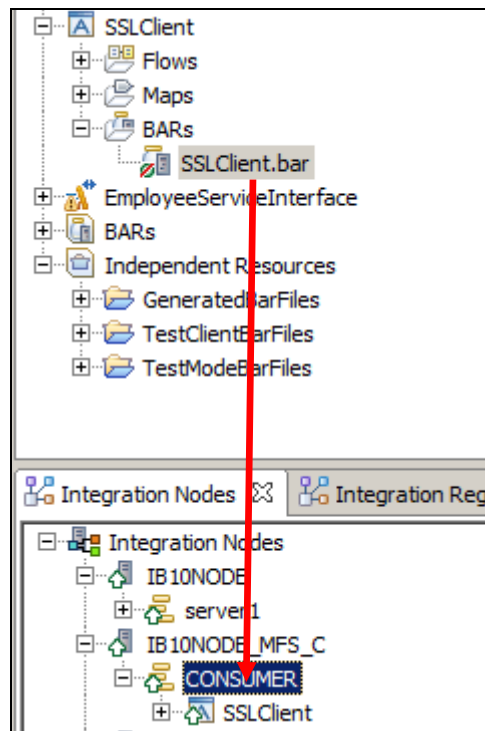 SSLClient
Flows
Maps
BARs
SSLClient.bar
EmployeeServiceInterface
BARs
Independent Resources
GeneratedBarFiles
TestClientBarFiles
TestModeBarFiles
Integration Nodes Integration Reg
Integration Nodes
IB10NODE
server1
IB10NODE_MFS_C
CONSUMER
SSLClient